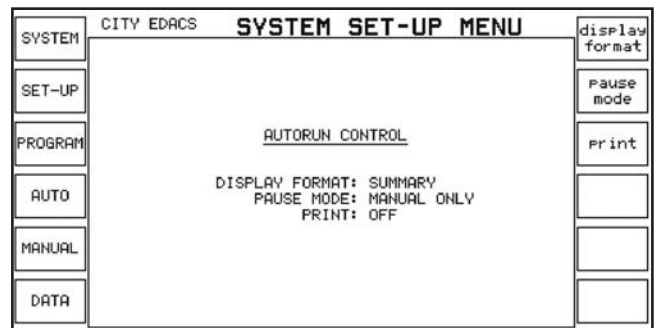 CITY EDACS
SYSTEM SET-UP MENU
SYSTEM
SET-UP
PROGRAM
AUTO
MANUAL
DATA
AUTORUN CONTROL
DISPLAY FORMAT: SUMMARY
PAUSE MODE: MANUAL ONLY
PRINT: OFF
display
format
pause
mode
print